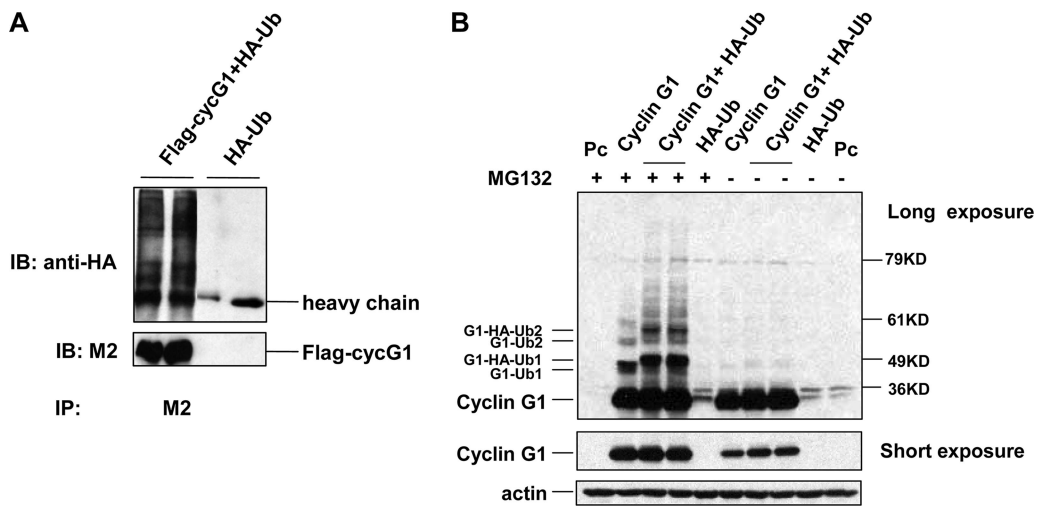 A
Flag-cycG1+HA-Ub
HA-Ub
IB: anti-HA
heavy chain
IB: M2
Flag-cycG1
IP:
M2
B
Pc
Cyclin G1
Cyclin G1+ HA-Ub
HA-Ub
Cyclin G1
Cyclin G1+ HA-Ub
HA-Ub
Pc
MG132
+ + + + + - - - - -
Long exposure
79KD
61KD
G1-HA-Ub2
G1-Ub2
G1-HA-Ub1
49KD
G1-Ub1
36KD
Cyclin G1
Cyclin G1
Short exposure
actin